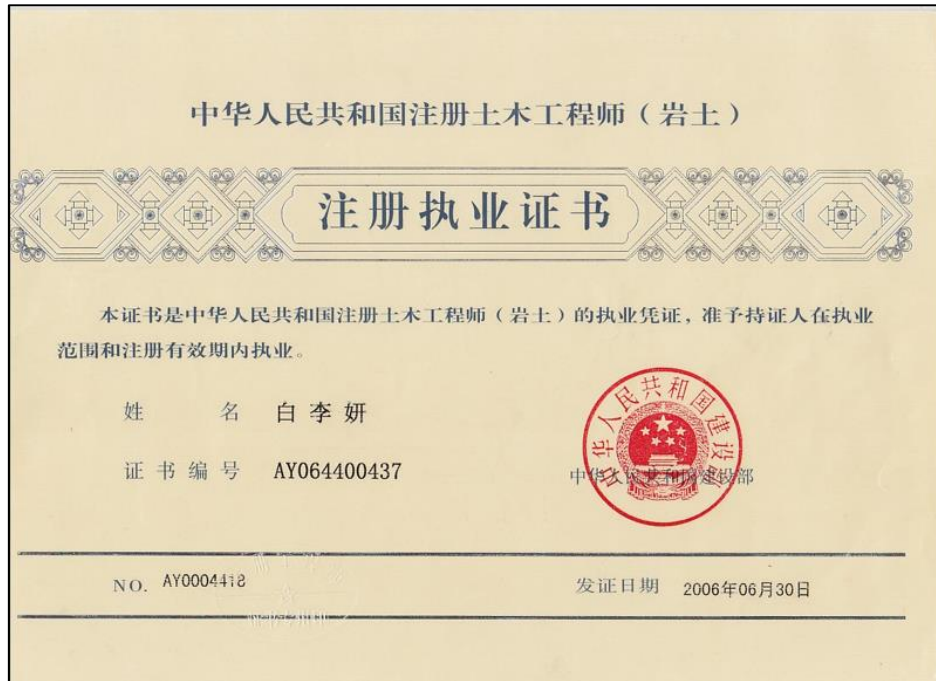 中华人民共和国注册土木工程师（岩土）
注册执业证书
本证书是中华人民共和国注册土木工程师（岩土）的执业凭证，准予持证人在执业
范围和注册有效期内执业。
姓 名 白李妍
中华人民共和国建设部
证书编号 AY064400437
中华人民共和国建设部
NO. AY0004418 发证日期 2006年06月30日